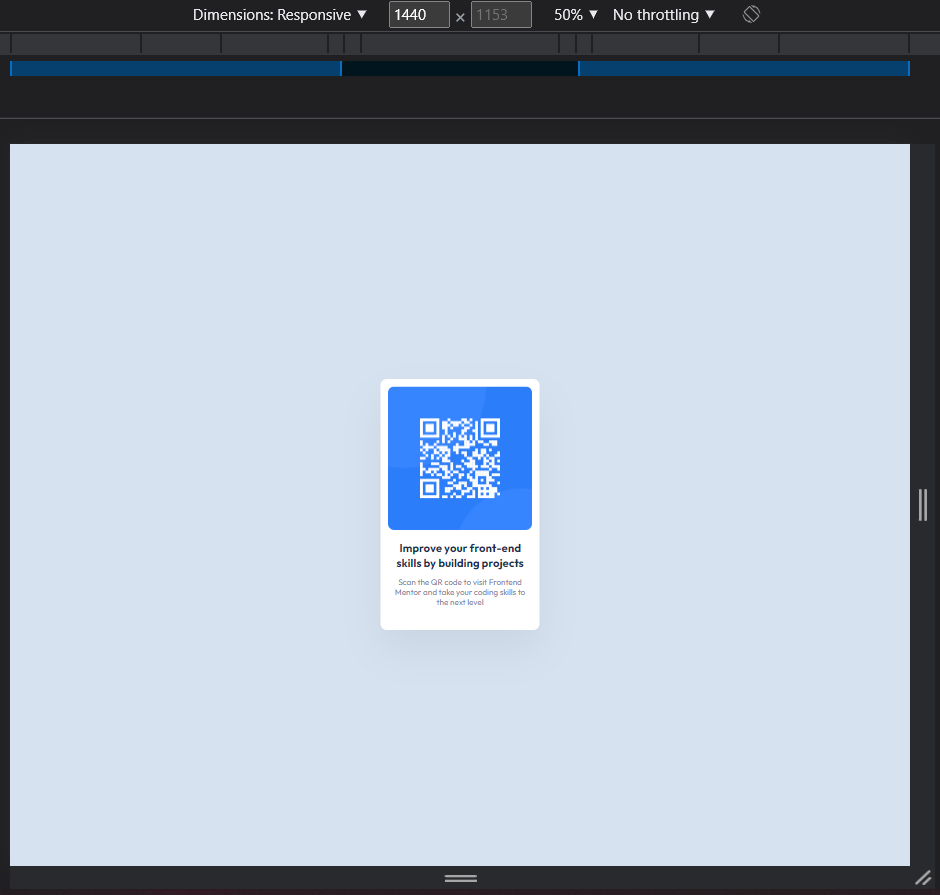 Dimensions: Responsive ▼ 1440 × 1153 50% ▼ No throttling ▼
Improve your front-end
skills by building projects
Scan the QR code to visit Frontend
Mentor and take your coding skills to
the next level